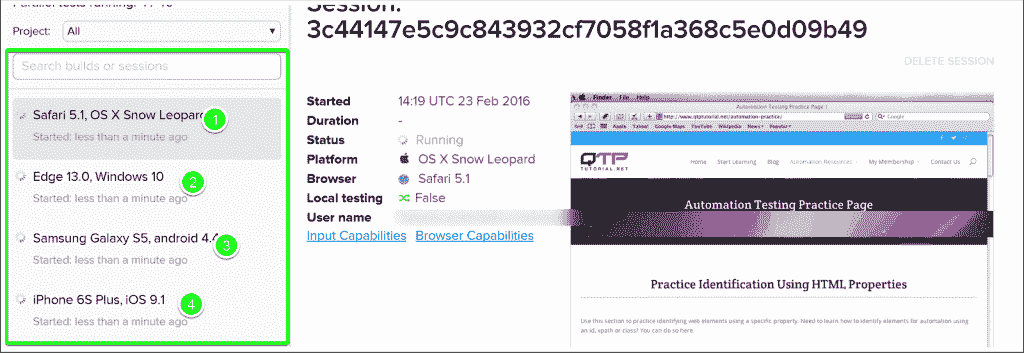 Project: All
Search builds or sessions
Safari 5.1, OS X Snow Leopard
1
Started: less than a minute ago
Edge 13.0, Windows 10
2
Started: less than a minute ago
Samsung Galaxy S5, android 4.4
3
Started: less than a minute ago
iPhone 6S Plus, iOS 9.1
4
Started: less than a minute ago
Session:
3c44147e5c9c843932cf7058f1a368c5e0d09b49
DELETE SESSION
Started 14:19 UTC 23 Feb 2016
Duration -
Status Running
Platform OS X Snow Leopard
Browser Safari 5.1
Local testing False
User name
Input Capabilities Browser Capabilities
Finder File Help
Automation Testing Practice Page
http://www.qtptutorial.net/automation-practice/
Google
Apple Yahoo! Google Maps YouTube Wikipedia News Popular
QTP
TUTORIAL.NET
Home Start Learning Blog Automation Resources My Membership Contact Us
Automation Testing Practice Page
Practice Identification Using HTML Properties
Use this section to practice identifying web elements using a specific property. Need to learn how to identify elements for automation using
an id, xpath or class? You can do so here.